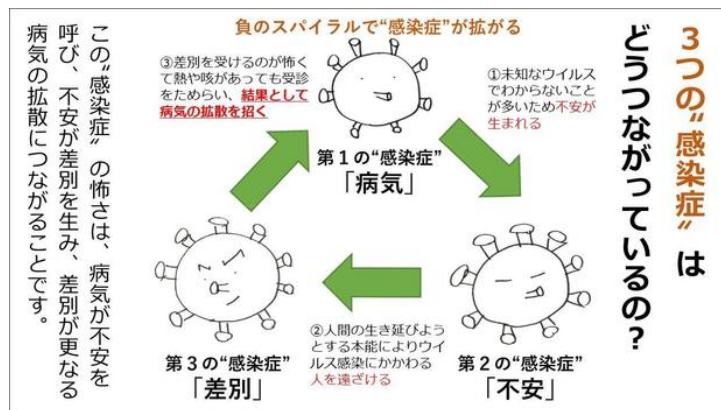 3つの“感染症”は
どうつながっているの?
負のスパイラルで“感染症”が拡がる
①未知なウイルス
でわからないこと
が多いため不安が
生まれる
第1の“感染症”
「病気」
第2の“感染症”
「不安」
②人間の生き延びよう
とする本能によりウイ
ルス感染にかかわる
人を遠ざける
第3の“感染症”
「差別」
③差別を受けるのが怖く
て熱や咳があっても受診
をためらい、結果として
病気の拡散を招く
この“感染症”の怖さは、病気が不安を
呼び、不安が差別を生み、差別が更なる
病気の拡散につながることです。